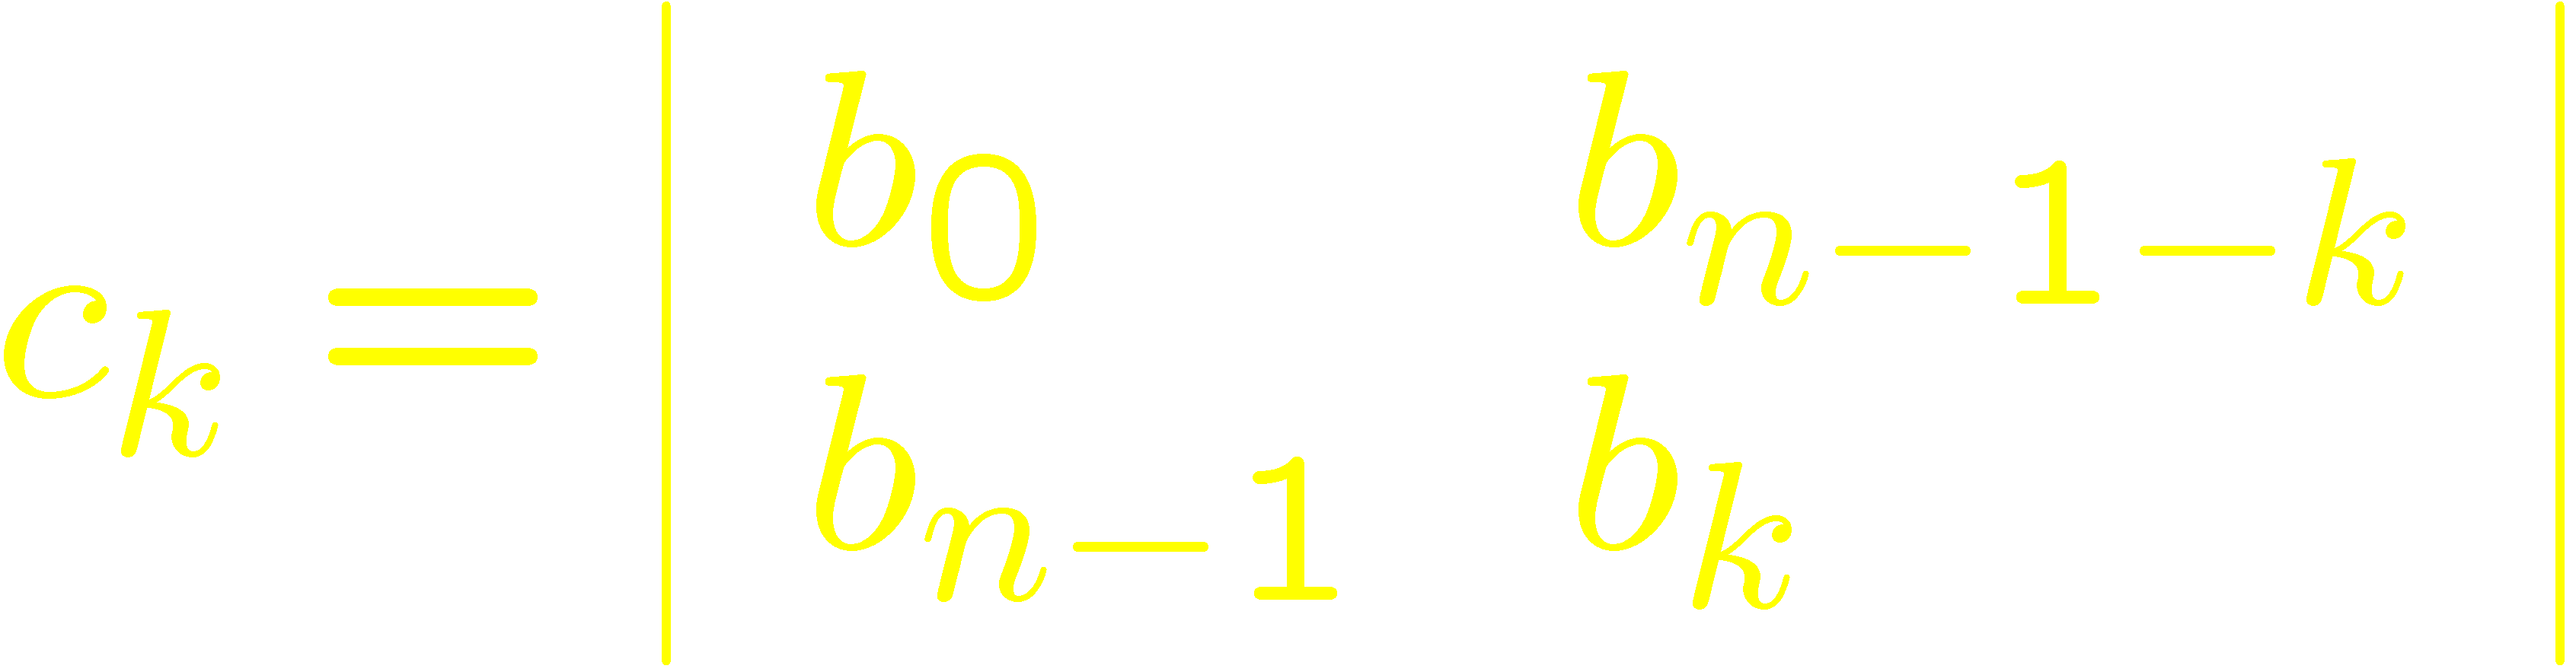 c_k = | b_0 b_{n-1-k} |
| b_{n-1} b_k |